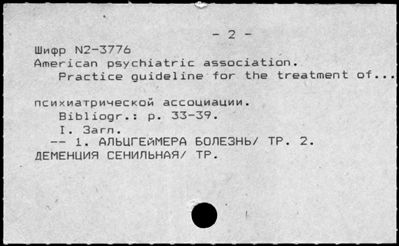 - 2 -
Шифр N2-3776
American psychiatric association.
Practice guideline for the treatment of...
психиатрической ассоциации.
Bibliogr.: p. 33-39.
I. Загл.
-- 1. АЛЬЦГЕЙМЕРА БОЛЕЗНЬ/ ТР. 2.
ДЕМЕНЦИЯ СЕНИЛЬНАЯ/ ТР.